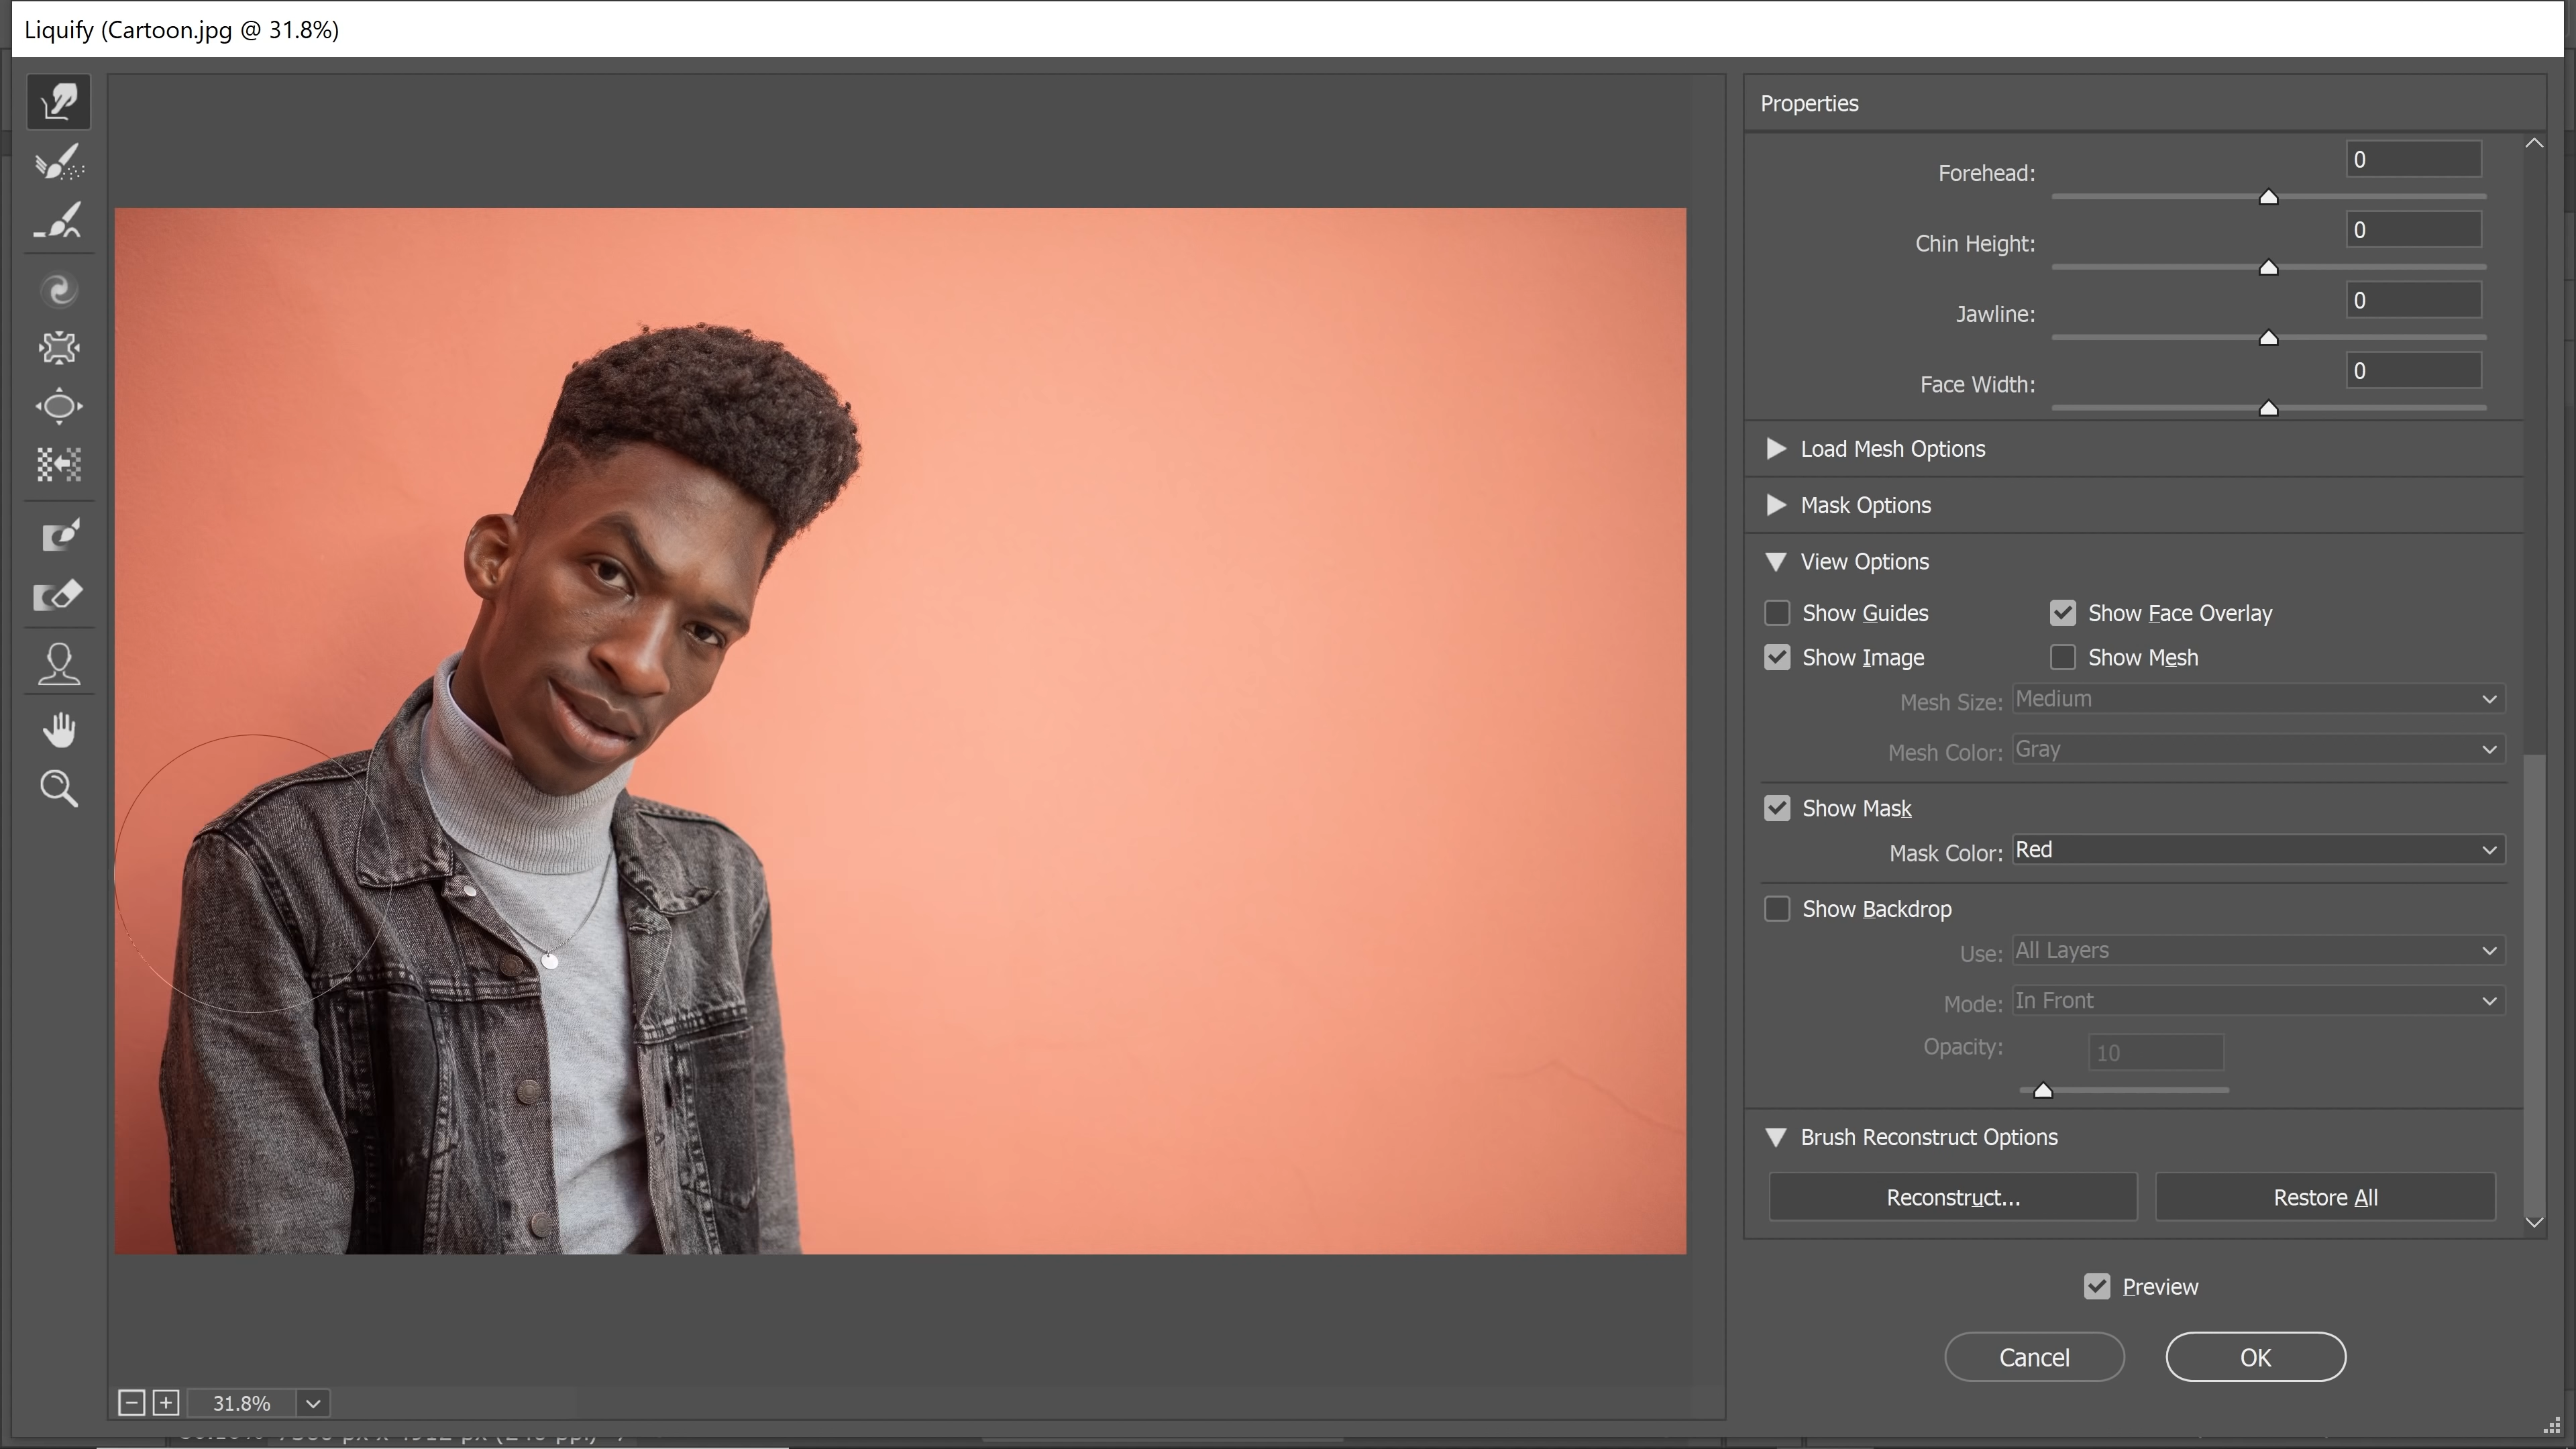 Liquify (Cartoon.jpg @ 31.8%)
Properties
Forehead: 0
Chin Height: 0
Jawline: 0
Face Width: 0
Load Mesh Options
Mask Options
View Options
Show Guides Show Face Overlay
Show Image Show Mesh
Mesh Size: Medium
Mesh Color: Gray
Show Mask
Mask Color: Red
Show Backdrop
Use: All Layers
Mode: In Front
Opacity: 10
Brush Reconstruct Options
Reconstruct... Restore All
Preview
Cancel OK
31.8%